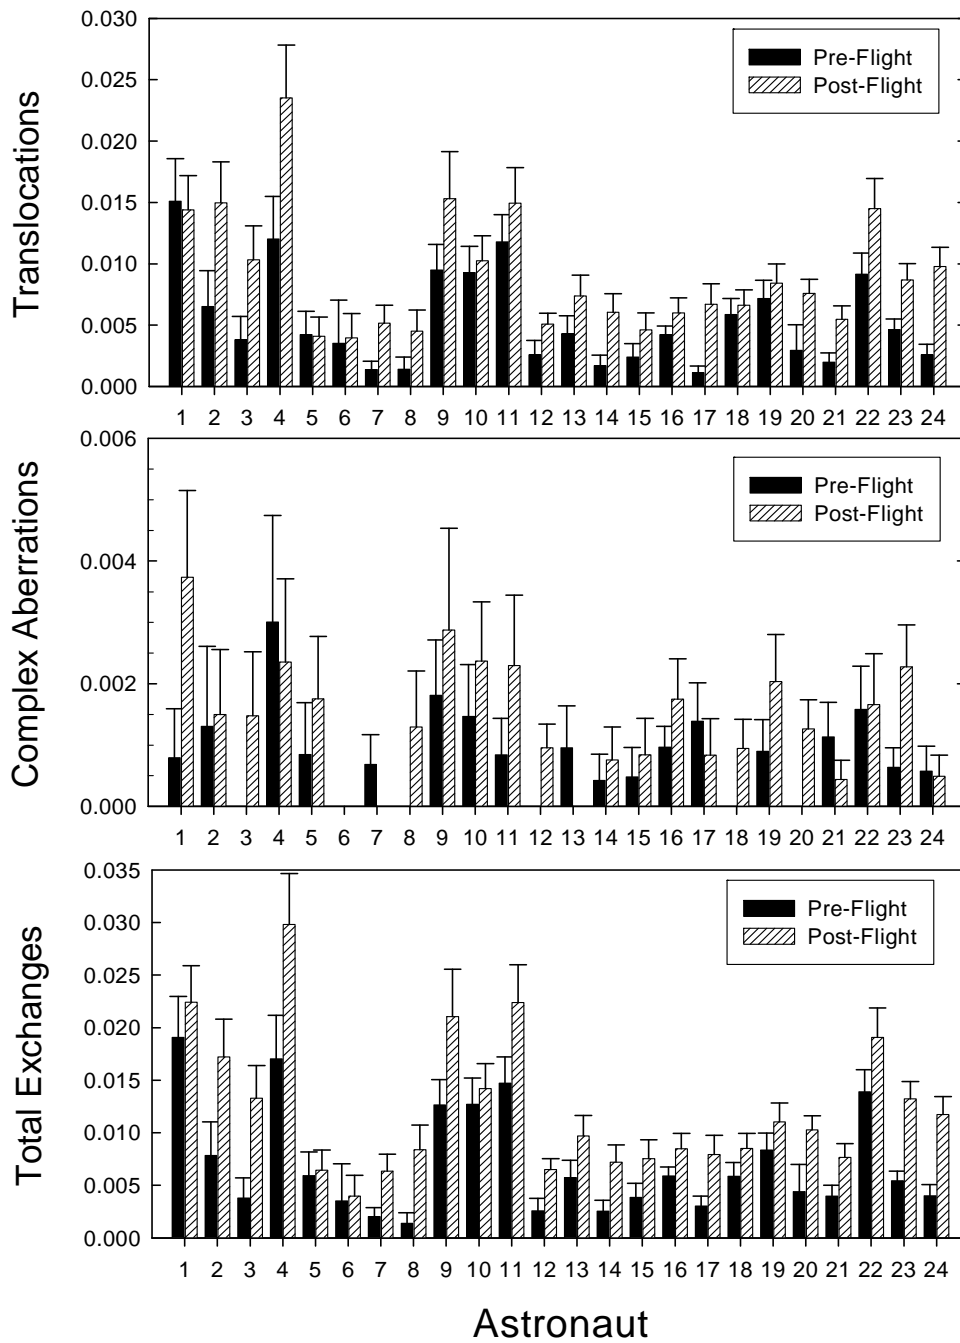 Translocations
0.030
0.025
0.020
0.015
0.010
0.005
0.000
Pre-Flight
Post-Flight
1 2 3 4 5 6 7 8 9 10 11 12 13 14 15 16 17 18 19 20 21 22 23 24
Complex Aberrations
0.006
0.004
0.002
0.000
Pre-Flight
Post-Flight
1 2 3 4 5 6 7 8 9 10 11 12 13 14 15 16 17 18 19 20 21 22 23 24
Total Exchanges
0.035
0.030
0.025
0.020
0.015
0.010
0.005
0.000
Pre-Flight
Post-Flight
1 2 3 4 5 6 7 8 9 10 11 12 13 14 15 16 17 18 19 20 21 22 23 24
Astronaut